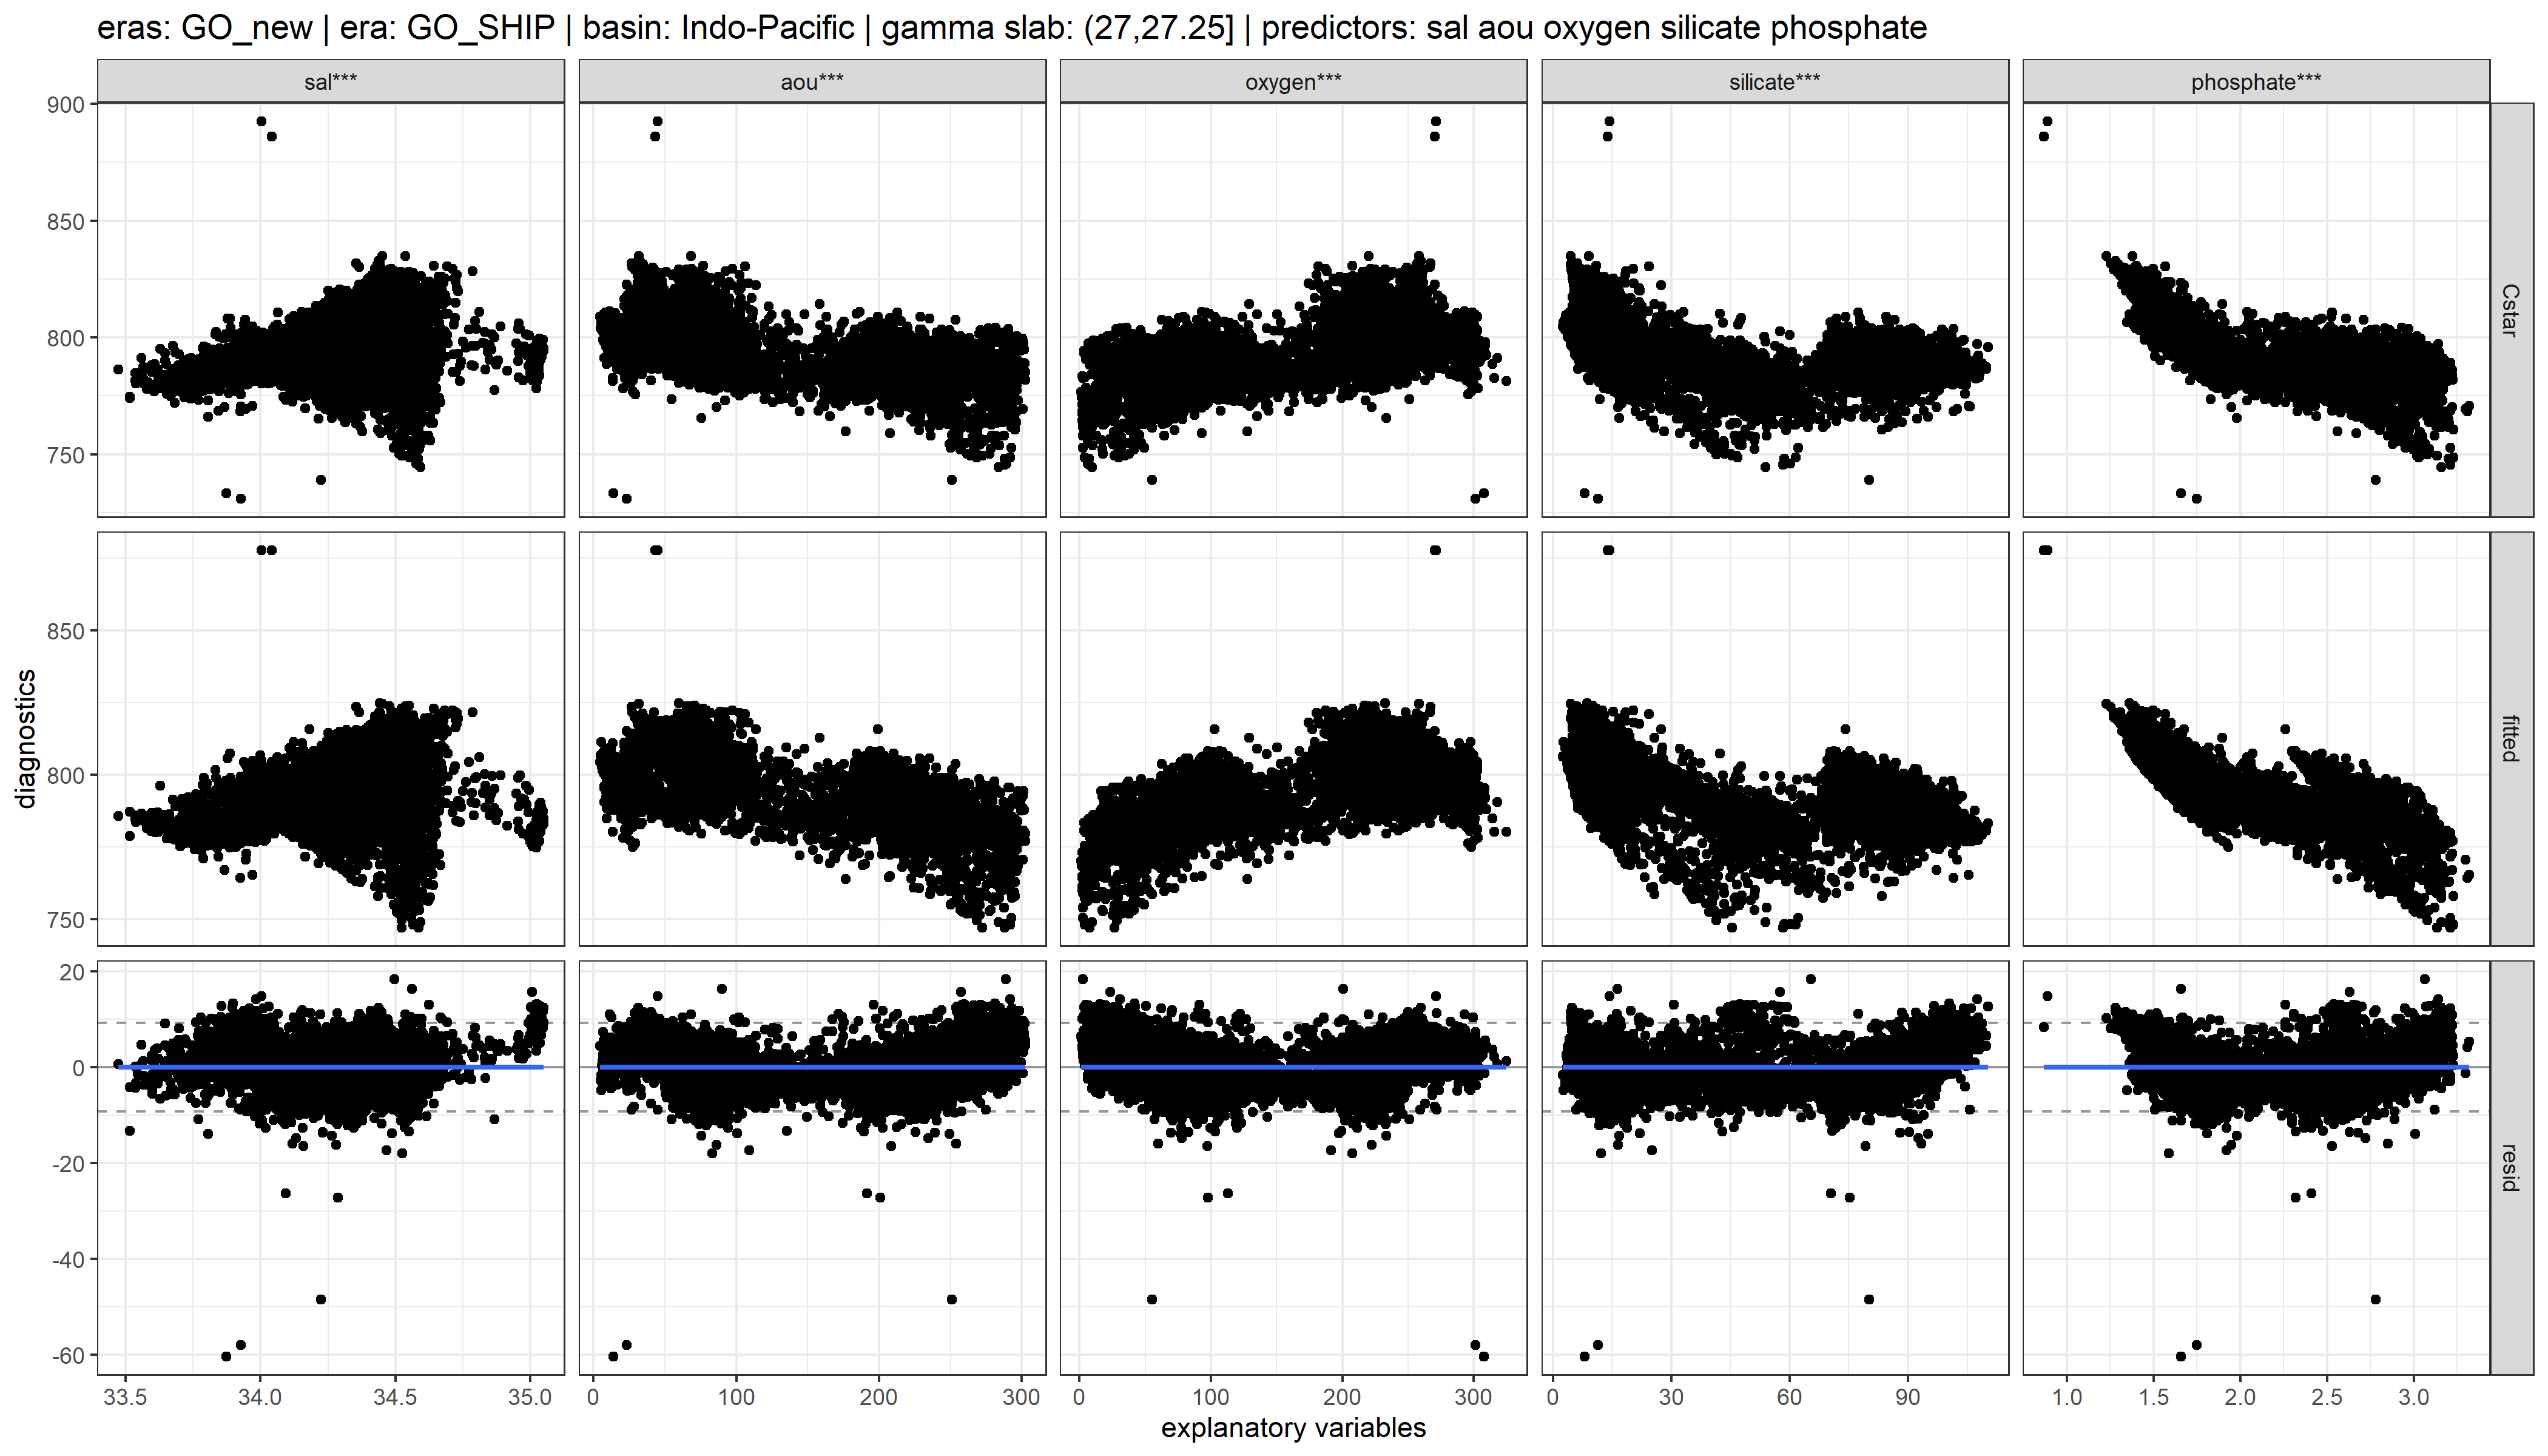 eras: GO_new | era: GO_SHIP | basin: Indo-Pacific | gamma slab: (27,27.25] | predictors: sal aou oxygen silicate phosphate
sal*** aou*** oxygen*** silicate*** phosphate***
900
850
800
750
Cstar
850
800
750
fitted
diagnostics
20
0
-20
-40
-60
resid
33.5 34.0 34.5 35.0 0 100 200 300 0 100 200 300 0 30 60 90 1.0 1.5 2.0 2.5 3.0
explanatory variables